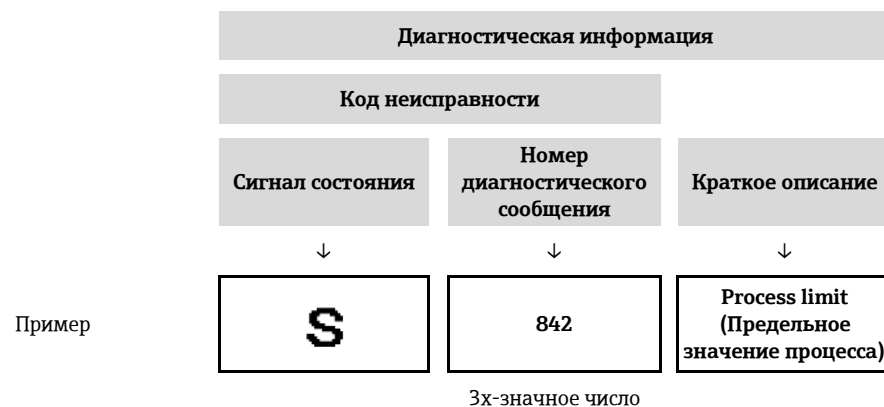 Диагностическая информация
Код неисправности
Сигнал состояния
Номер
диагностического
сообщения
Краткое описание
↓ ↓ ↓
Пример
S
842
Process limit
(Предельное
значение процесса)
3х-значное число